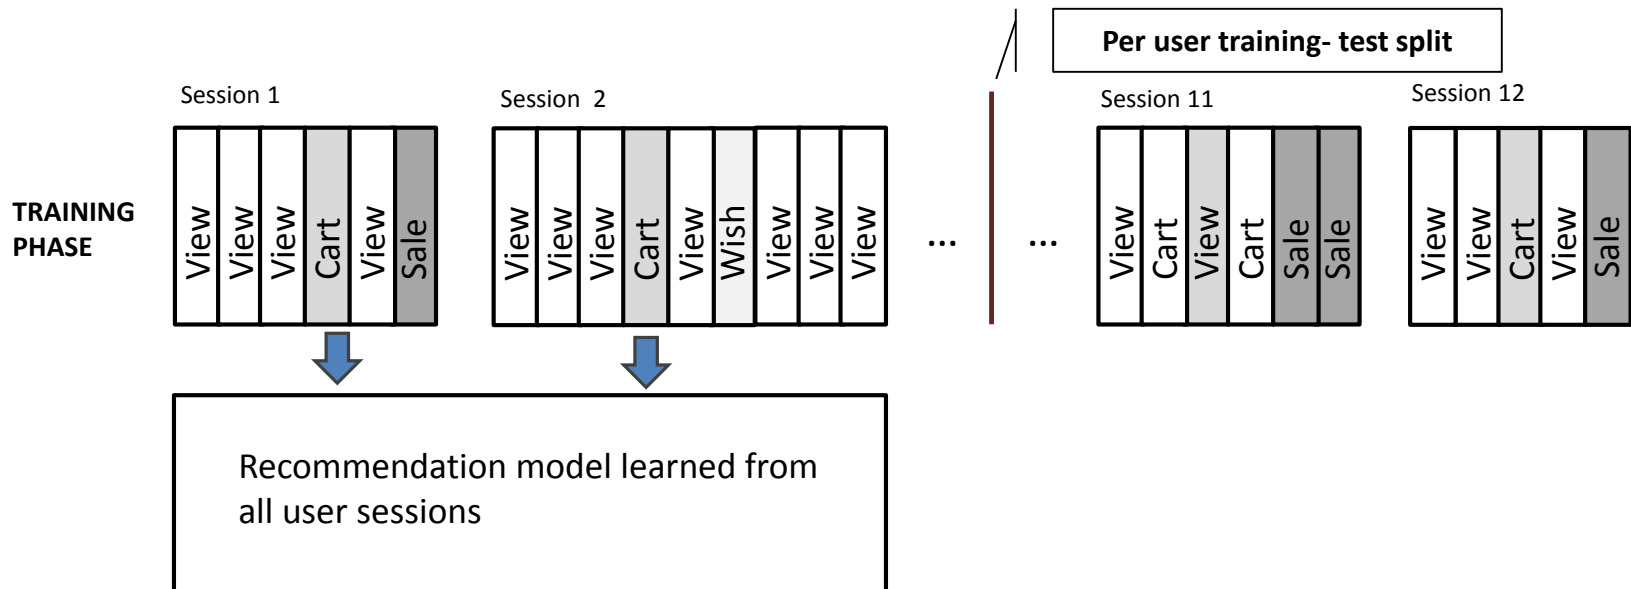 Per user training- test split
Session 1
Session 2
Session 11
Session 12
TRAINING
PHASE
View
View
View
Cart
View
Sale
View
View
View
Cart
View
Wish
View
View
View
...
...
View
Cart
View
Cart
Sale
Sale
View
View
Cart
View
Sale
Recommendation model learned from
all user sessions